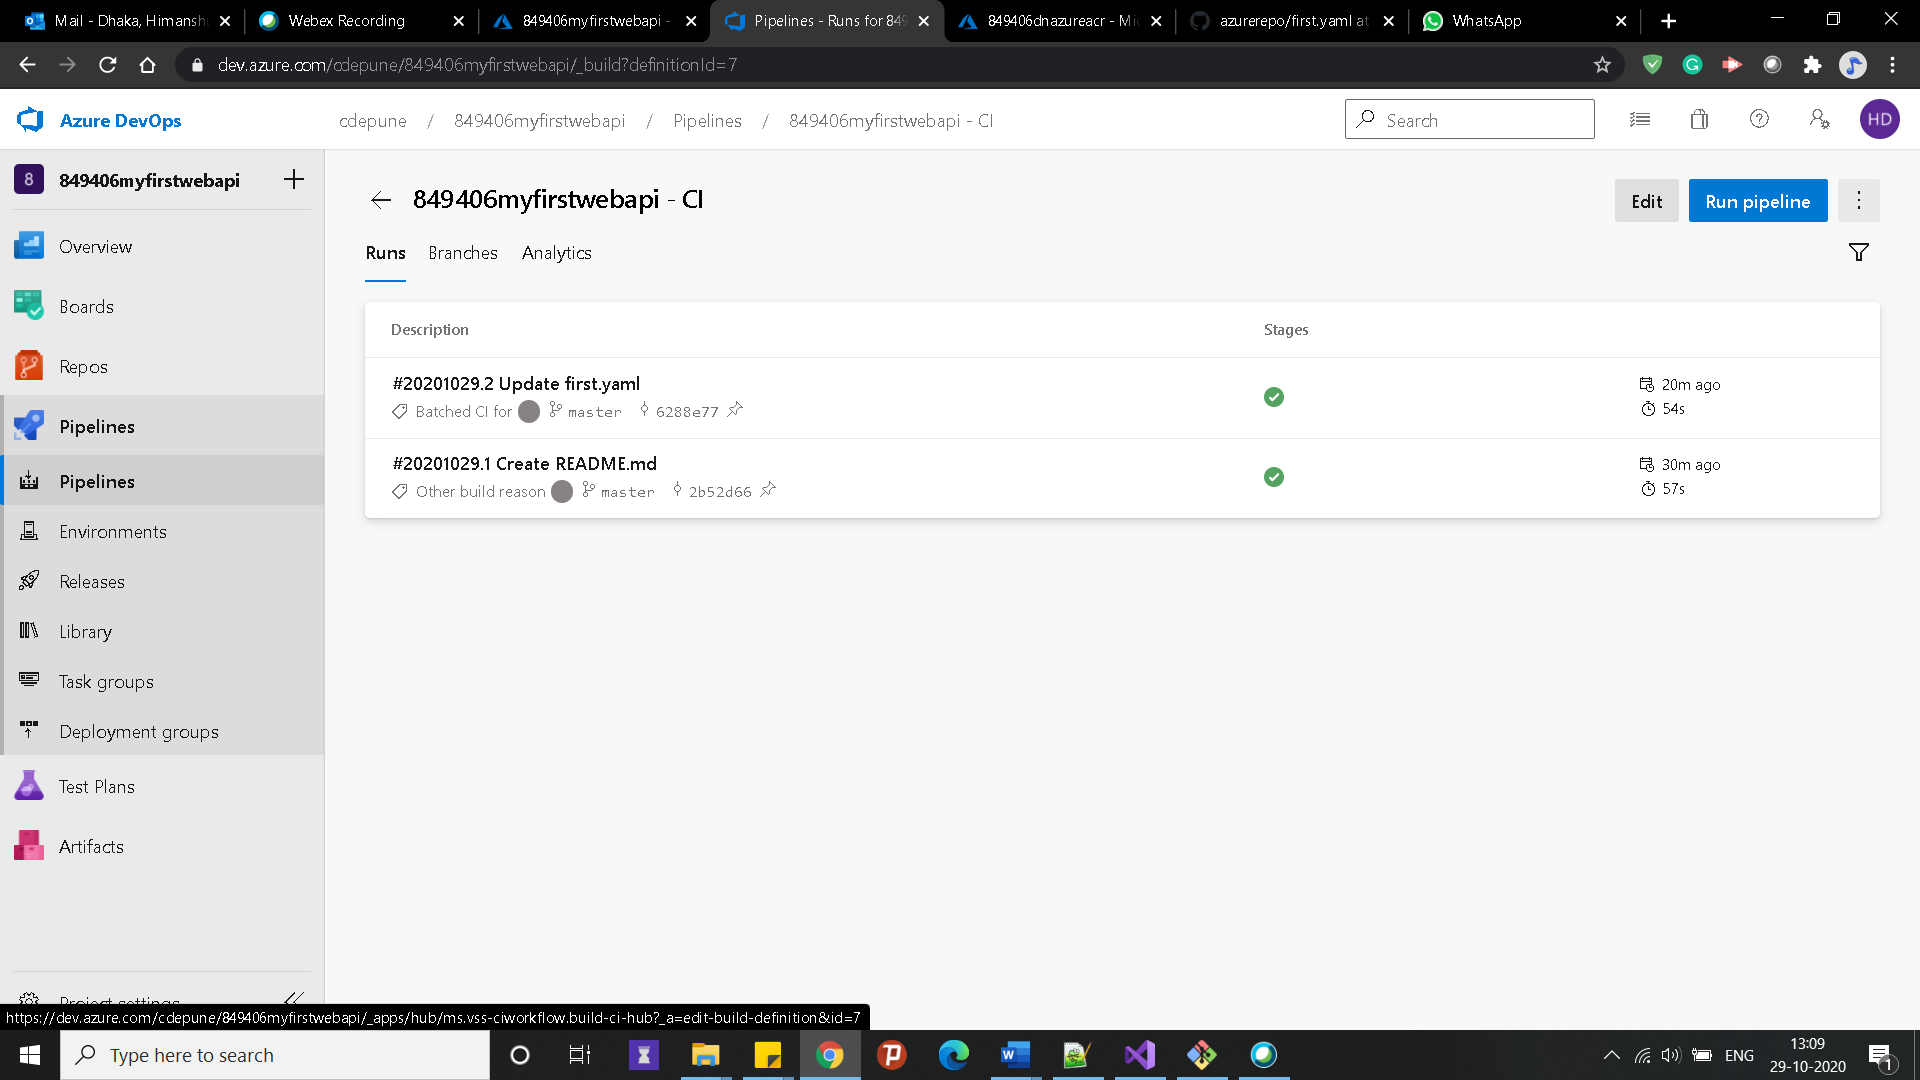 Mail - Dhaka, Himansh
Webex Recording
849406myfirstwebapi -
Pipelines - Runs for 849
849406dnazureacr - Mi
azurerepo/first.yaml at
WhatsApp
dev.azure.com/cdepune/849406myfirstwebapi/_build?definitionId=7
Azure DevOps
cdepune / 849406myfirstwebapi / Pipelines / 849406myfirstwebapi - CI
Search
HD
8 849406myfirstwebapi
849406myfirstwebapi - CI
Edit
Run pipeline
Overview
Boards
Repos
Pipelines
Pipelines
Environments
Releases
Library
Task groups
Deployment groups
Test Plans
Artifacts
Project settings
Runs Branches Analytics
Description Stages
#20201029.2 Update first.yaml
Batched CI for master 6288e77
20m ago
54s
#20201029.1 Create README.md
Other build reason master 2b52d66
30m ago
57s
https://dev.azure.com/cdepune/849406myfirstwebapi/_apps/hub/ms.vss-ciworkflow.build-ci-hub?_a=edit-build-definition&id=7
Type here to search
ENG
13:09
29-10-2020
1